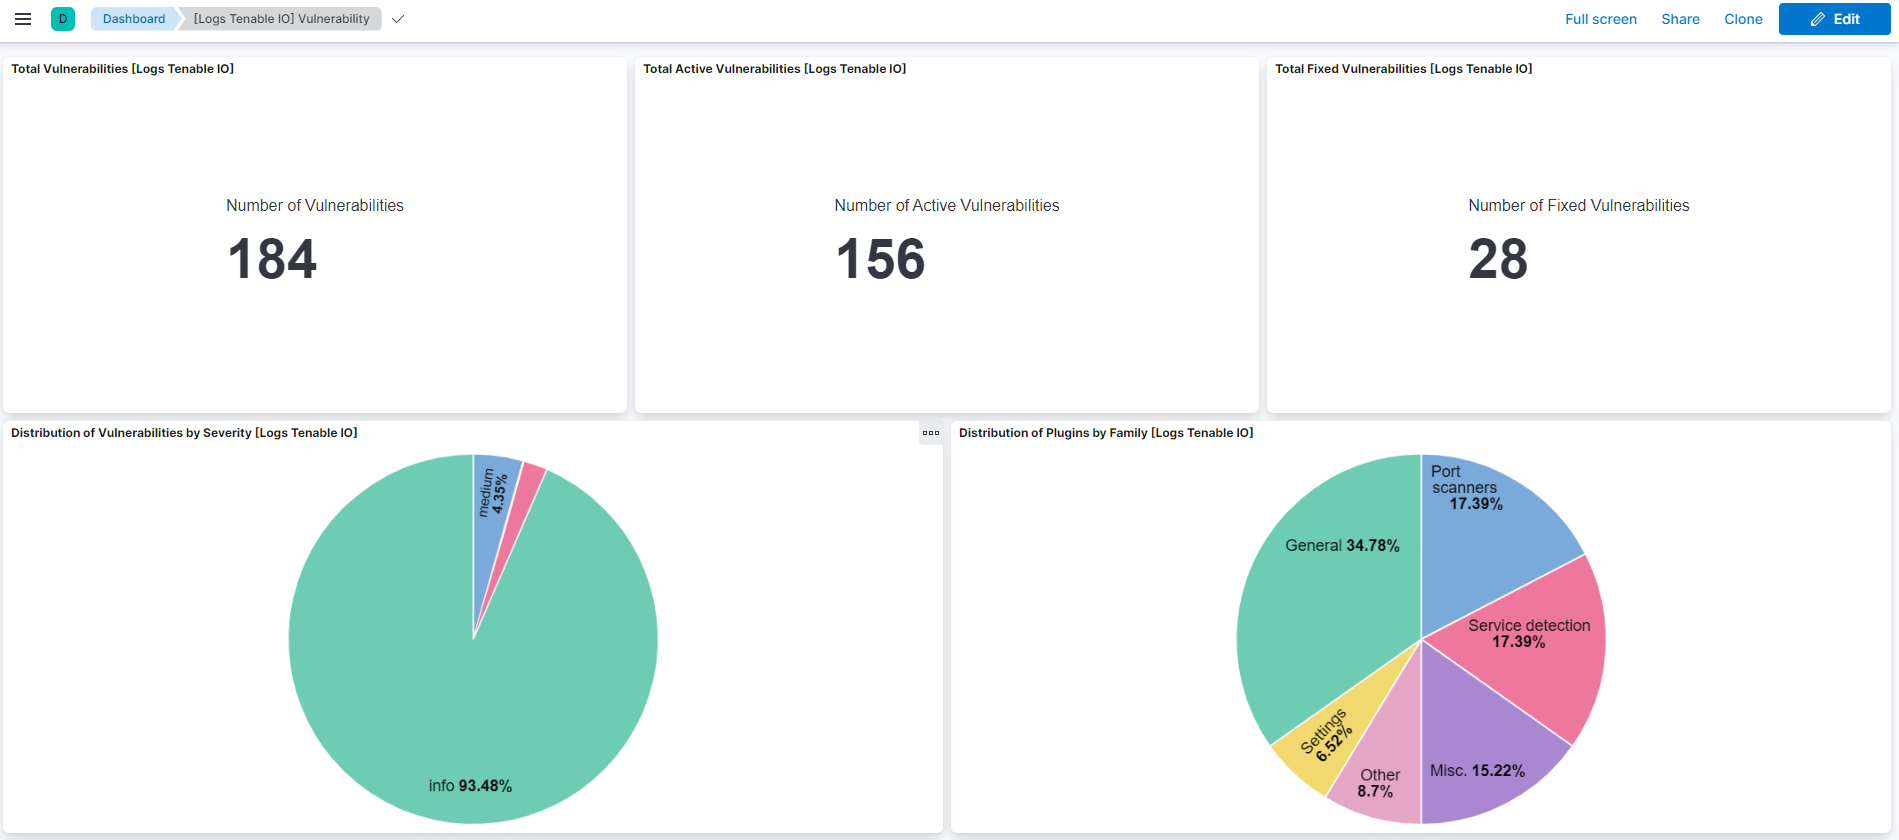 D
Dashboard
[Logs Tenable IO] Vulnerability
Full screen
Share
Clone
Edit
Total Vulnerabilities [Logs Tenable IO]
Number of Vulnerabilities
184
Total Active Vulnerabilities [Logs Tenable IO]
Number of Active Vulnerabilities
156
Total Fixed Vulnerabilities [Logs Tenable IO]
Number of Fixed Vulnerabilities
28
Distribution of Vulnerabilities by Severity [Logs Tenable IO]
medium
4.35%
info 93.48%
Distribution of Plugins by Family [Logs Tenable IO]
Port
scanners
17.39%
General 34.78%
Service detection
17.39%
Settings
6.52%
Other
8.7%
Misc. 15.22%